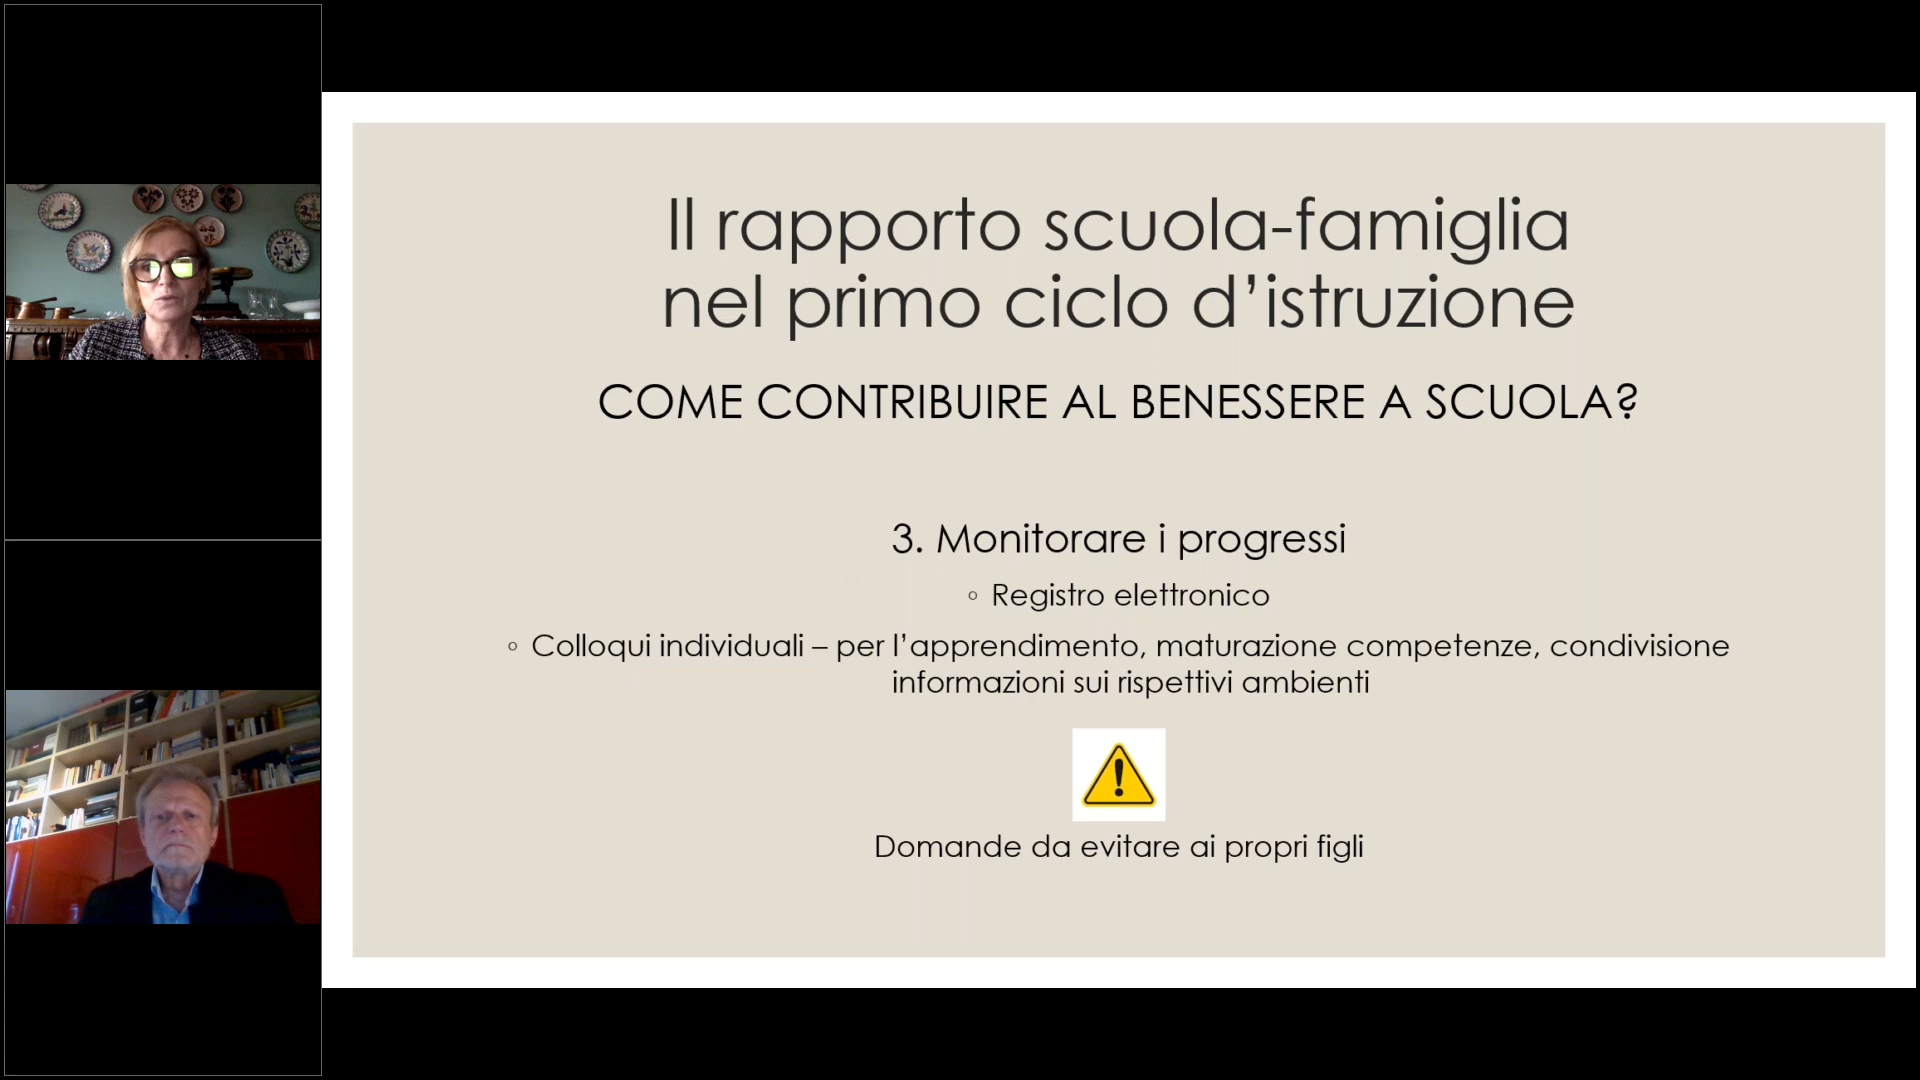 Il rapporto scuola-famiglia
nel primo ciclo d’istruzione
COME CONTRIBUIRE AL BENESSERE A SCUOLA?
3. Monitorare i progressi
◦ Registro elettronico
◦ Colloqui individuali – per l’apprendimento, maturazione competenze, condivisione
informazioni sui rispettivi ambienti
Domande da evitare ai propri figli